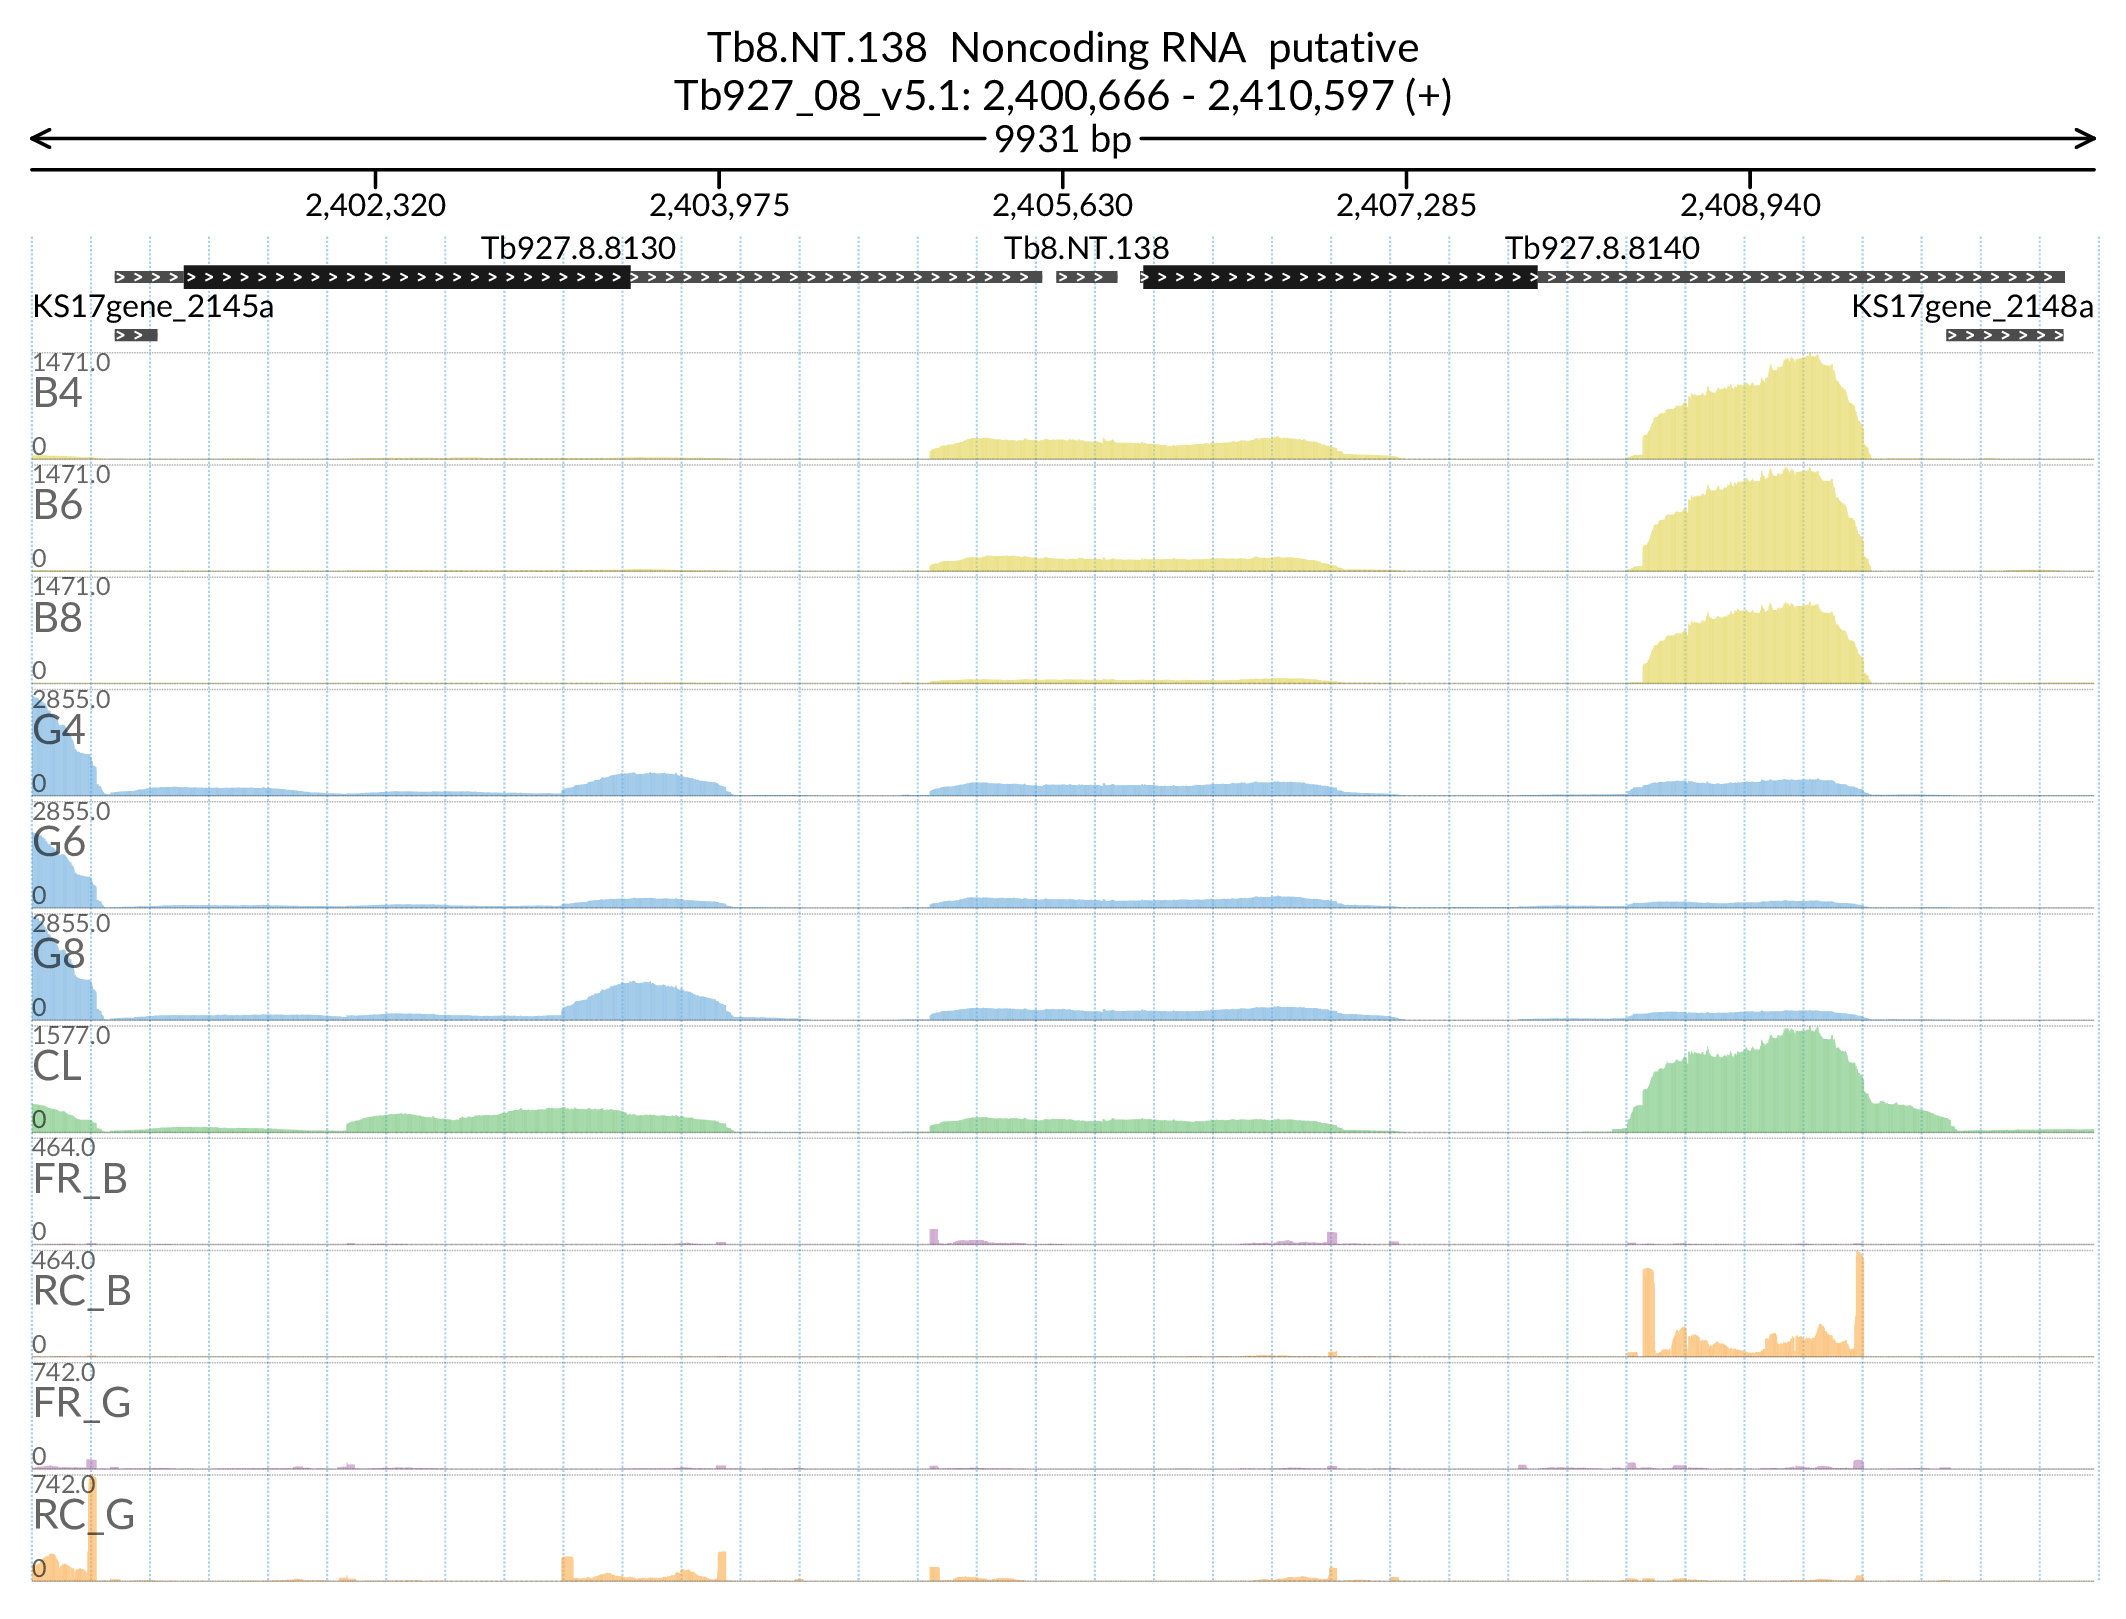 Tb8.NT.138 Noncoding RNA putative
Tb927_08_v5.1: 2,400,666 - 2,410,597 (+)
9931 bp
2,402,320 2,403,975 2,405,630 2,407,285 2,408,940
Tb927.8.8130 Tb8.NT.138 Tb927.8.8140
KS17gene_2145a KS17gene_2148a
1471.0
B4
0
1471.0
B6
0
1471.0
B8
0
2855.0
G4
0
2855.0
G6
0
2855.0
G8
0
1577.0
CL
0
464.0
FR_B
0
464.0
RC_B
0
742.0
FR_G
0
742.0
RC_G
0